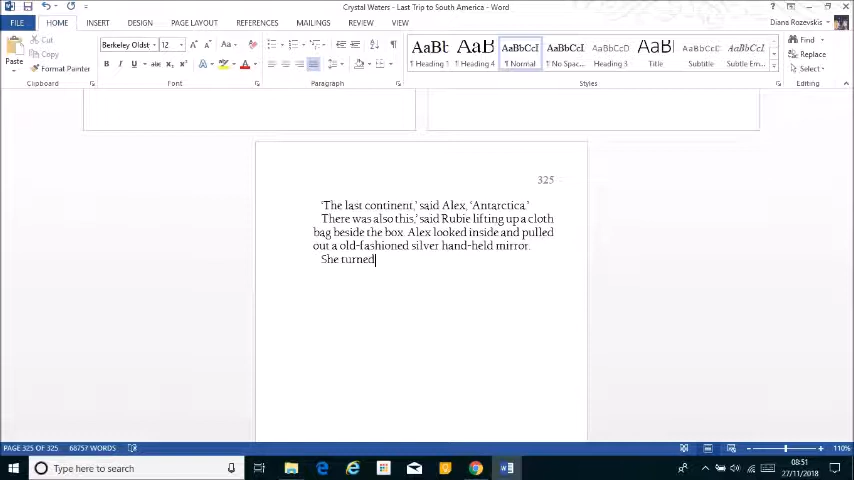 Crystal Waters - Last Trip to South America - Word
FILE HOME INSERT DESIGN PAGE LAYOUT REFERENCES MAILINGS REVIEW VIEW Diana Rozevskis
Paste
Cut
Copy
Format Painter
Clipboard
Berkeley Oldst 12
Font
Paragraph
AaBl AaB AaBbCcI AaBbCcI AaBbCcD AaBl AaBbCcD AaBbCcI
¶ Heading 1 ¶ Heading 4 ¶ Normal ¶ No Spac... Heading 3 Title Subtitle Subtle Em...
Styles
Find
Replace
Select
Editing
325
‘The last continent,’ said Alex, ‘Antarctica.’
There was also this,’ said Rubie lifting up a cloth
bag beside the box. Alex looked inside and pulled
out a old-fashioned silver hand-held mirror.
She turned
PAGE 325 OF 325 68757 WORDS 110%
Type here to search
08:51
27/11/2018